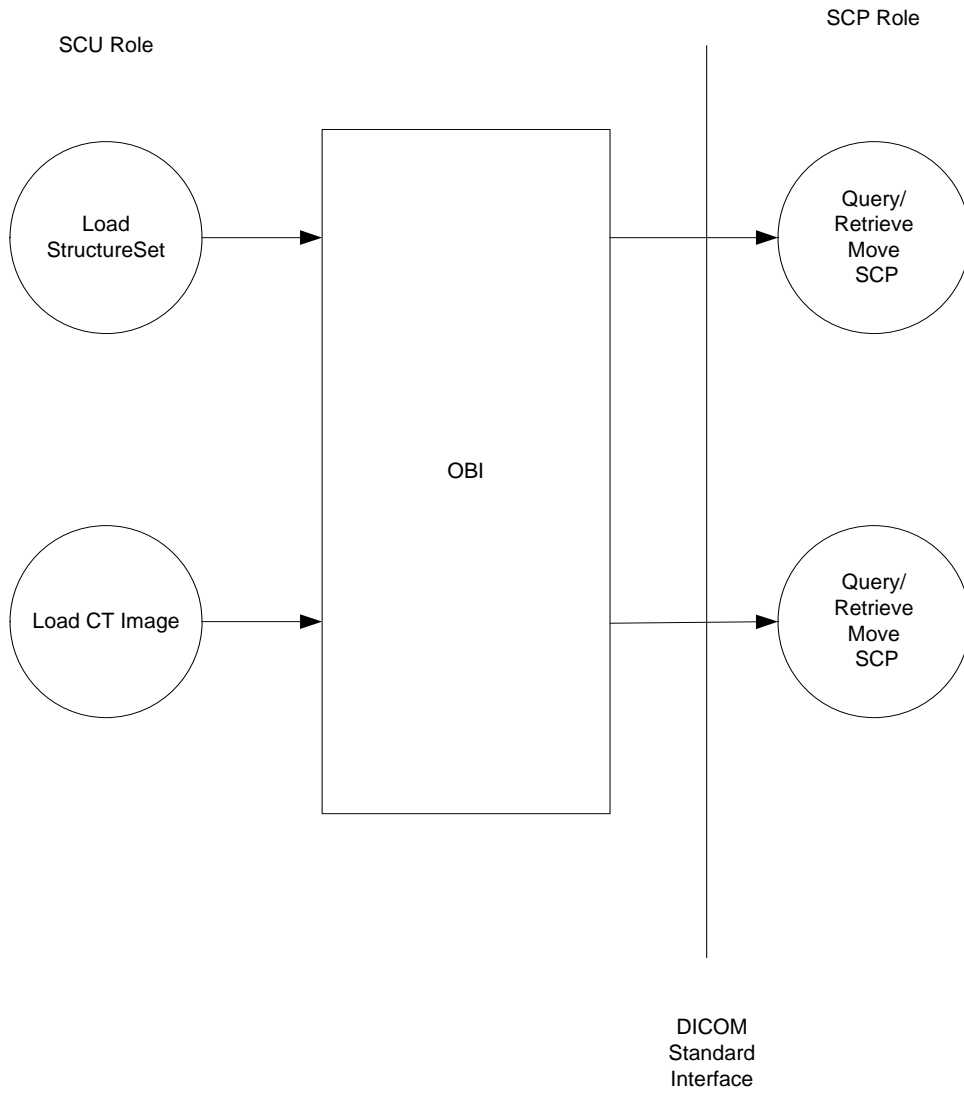 SCU Role
SCP Role
Load
StructureSet
Query/
Retrieve
Move
SCP
OBI
Load CT Image
Query/
Retrieve
Move
SCP
DICOM
Standard
Interface